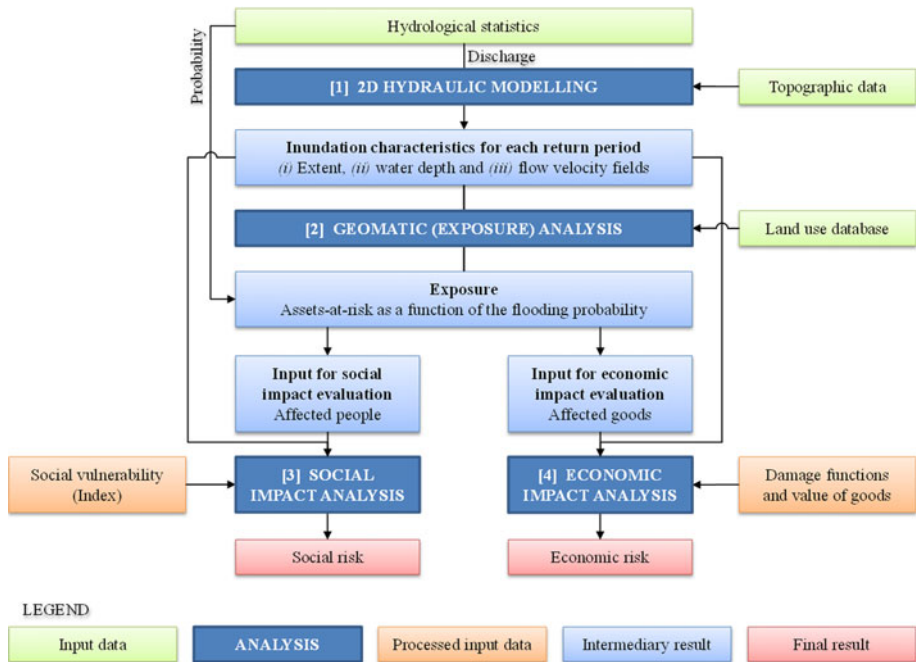 Hydrological statistics
Probability
Discharge
[1] 2D HYDRAULIC MODELLING
Topographic data
Inundation characteristics for each return period
(i) Extent, (ii) water depth and (iii) flow velocity fields
[2] GEOMATIC (EXPOSURE) ANALYSIS
Land use database
Exposure
Assets-at-risk as a function of the flooding probability
Input for social
impact evaluation
Affected people
Input for economic
impact evaluation
Affected goods
Social vulnerability
(Index)
[3] SOCIAL
IMPACT ANALYSIS
[4] ECONOMIC
IMPACT ANALYSIS
Damage functions
and value of goods
Social risk
Economic risk
LEGEND
Input data
ANALYSIS
Processed input data
Intermediary result
Final result